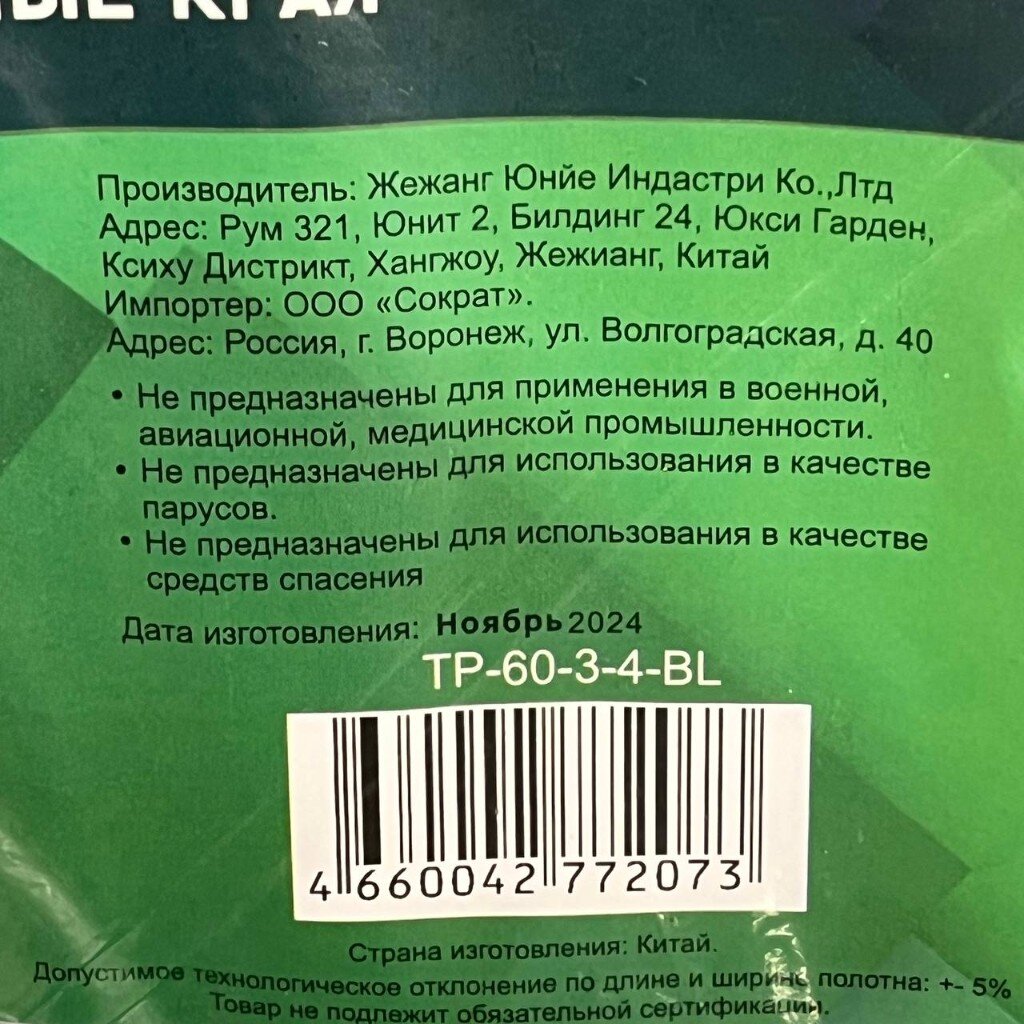 ЫЕ КРАЯ
Производитель: Жежанг Юнйе Индастри Ко.,Лтд
Адрес: Рум 321, Юнит 2, Билдинг 24, Юкси Гарден,
Ксиху Дистрикт, Хангжоу, Жежианг, Китай
Импортер: ООО «Сократ».
Адрес: Россия, г. Воронеж, ул. Волгоградская, д. 40
• Не предназначены для применения в военной,
авиационной, медицинской промышленности.
• Не предназначены для использования в качестве
парусов.
• Не предназначены для использования в качестве
средств спасения
Дата изготовления: Ноябрь 2024
TP-60-3-4-BL
4 660042 772073
Страна изготовления: Китай.
Допустимое технологическое отклонение по длине и ширине полотна: +- 5%
Товар не подлежит обязательной сертификации.